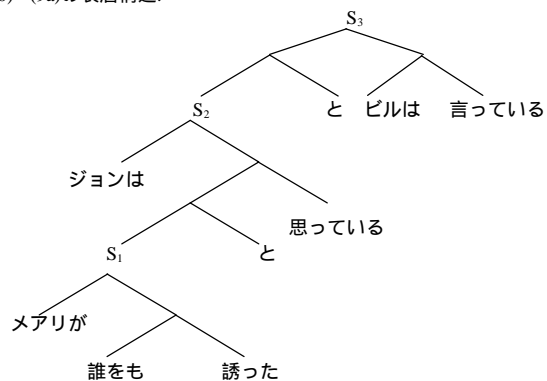 S₃
S₂ と ビルは 言っている
ジョンは
思っている
S₁ と
メアリが
誰をも 誘った